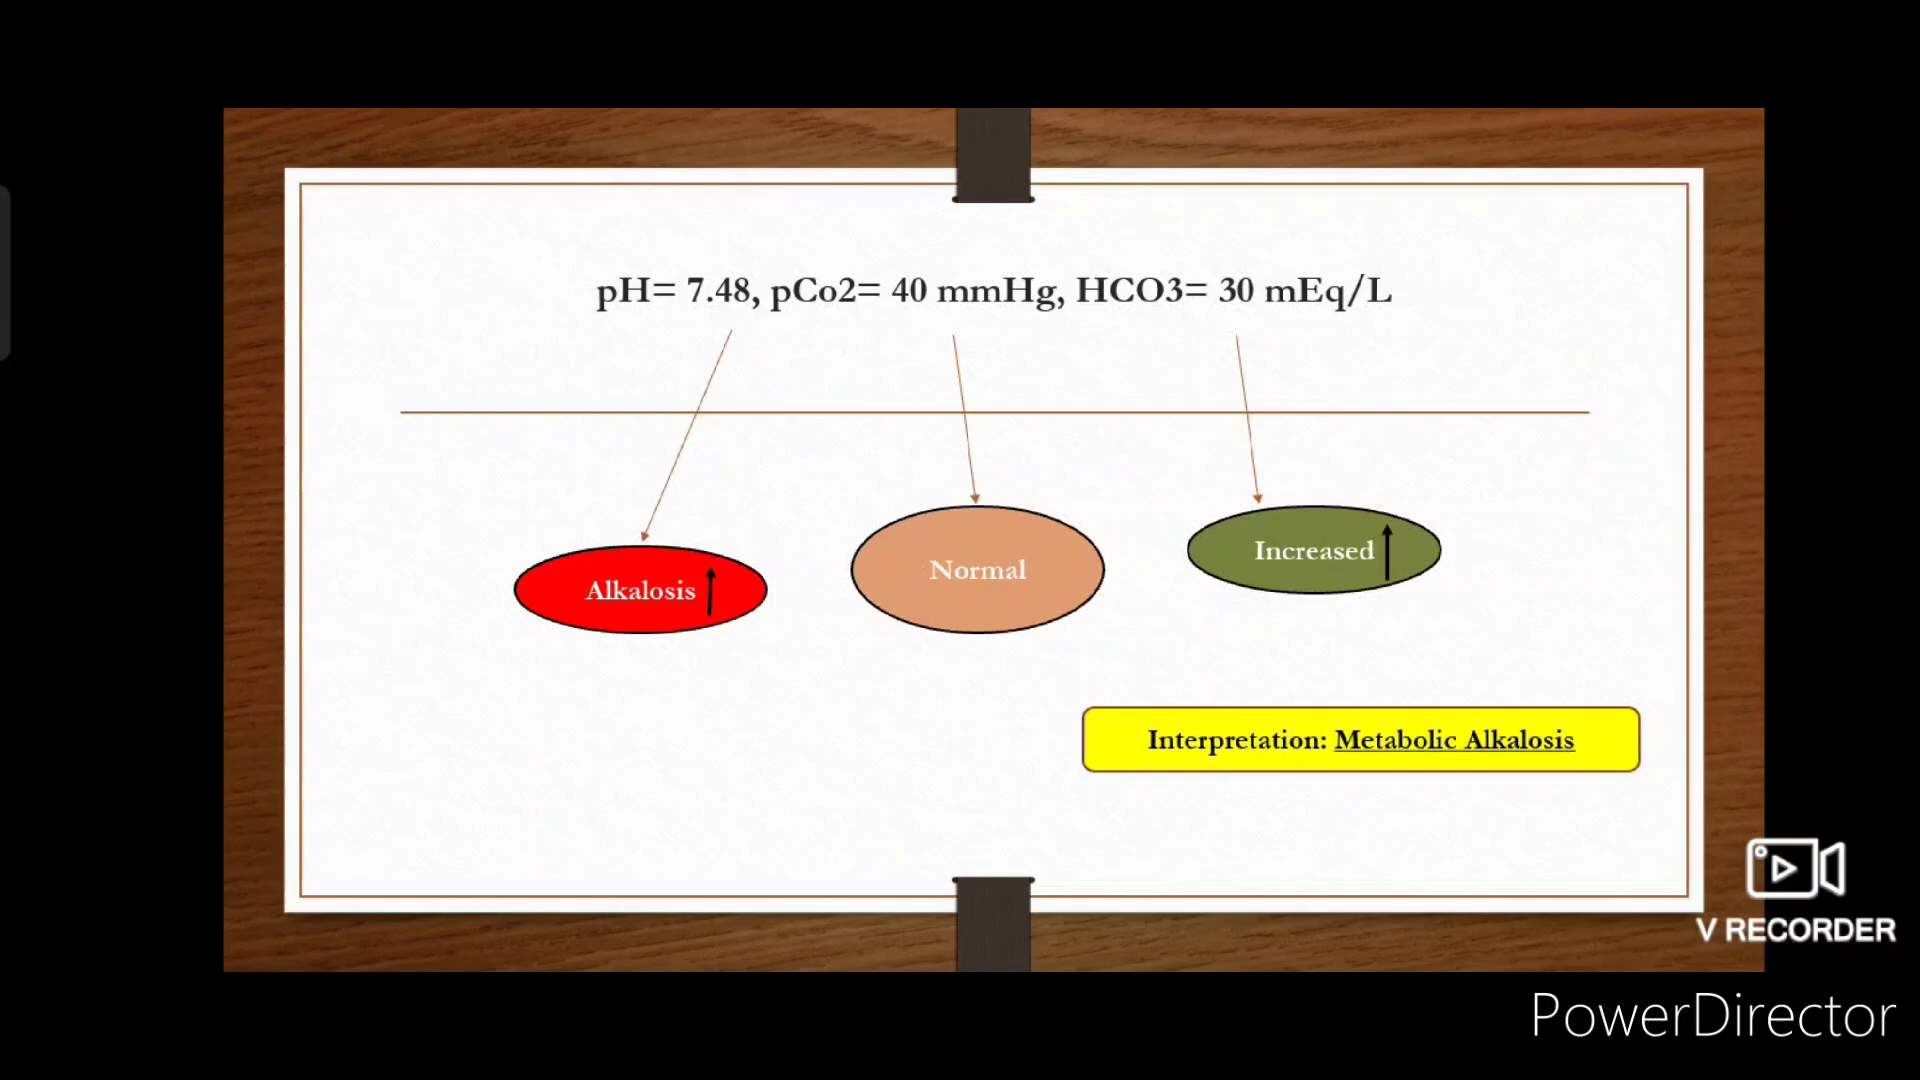 pH= 7.48, pCo2= 40 mmHg, HCO3= 30 mEq/L
Alkalosis
Normal
Increased
Interpretation: Metabolic Alkalosis
V RECORDER
PowerDirector